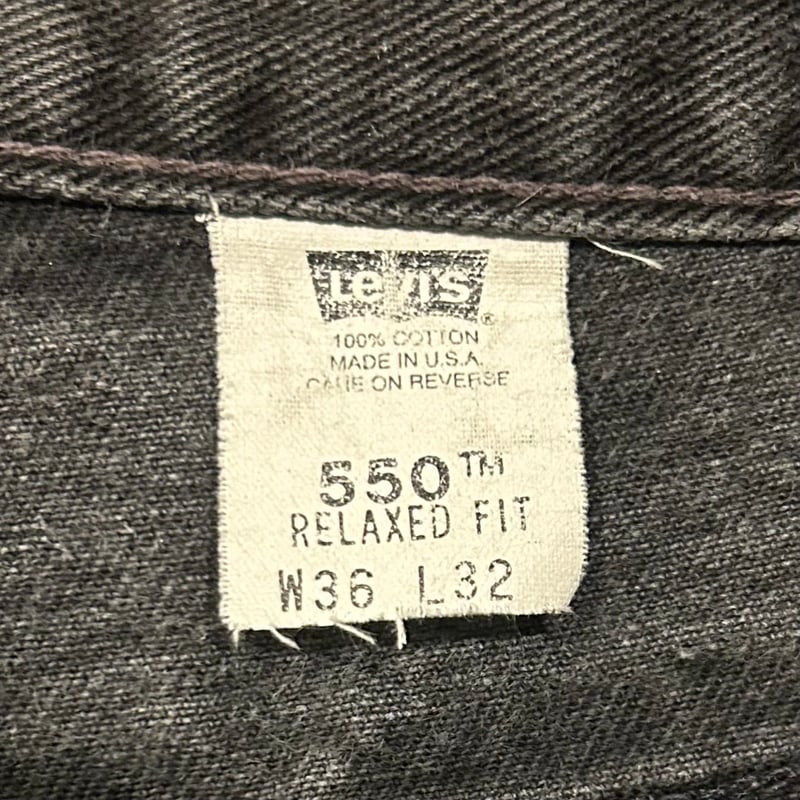 Levi's®
100% COTTON
MADE IN U.S.A.
CARE ON REVERSE
550™
RELAXED FIT
W36 L32